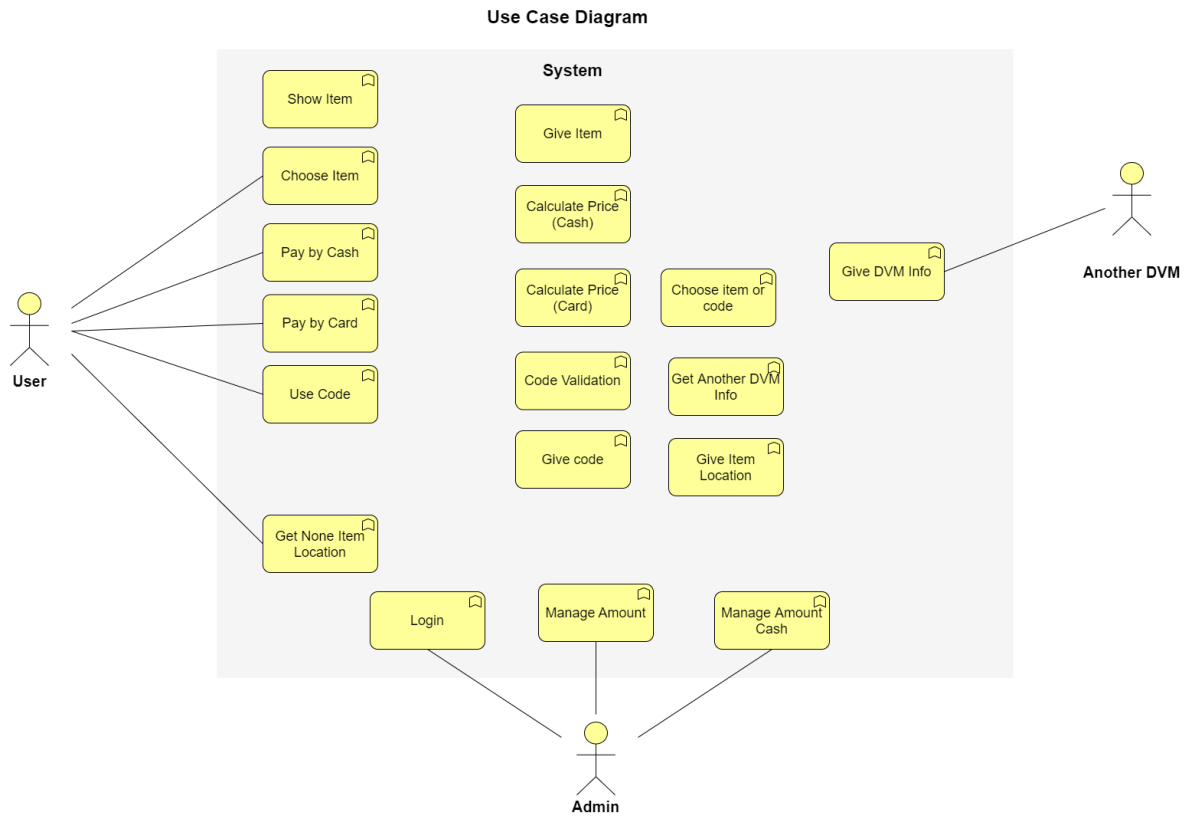 Use Case Diagram
System
Show Item
Give Item
Choose Item
Calculate Price
(Cash)
Pay by Cash
Give DVM Info
Another DVM
Calculate Price
(Card)
Choose item or
code
Pay by Card
User
Use Code
Code Validation
Get Another DVM
Info
Give code
Give Item
Location
Get None Item
Location
Login
Manage Amount
Manage Amount
Cash
Admin